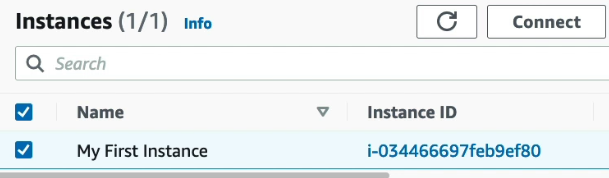 Instances (1/1) Info Connect
Search
Name Instance ID
My First Instance i-034466697feb9ef80